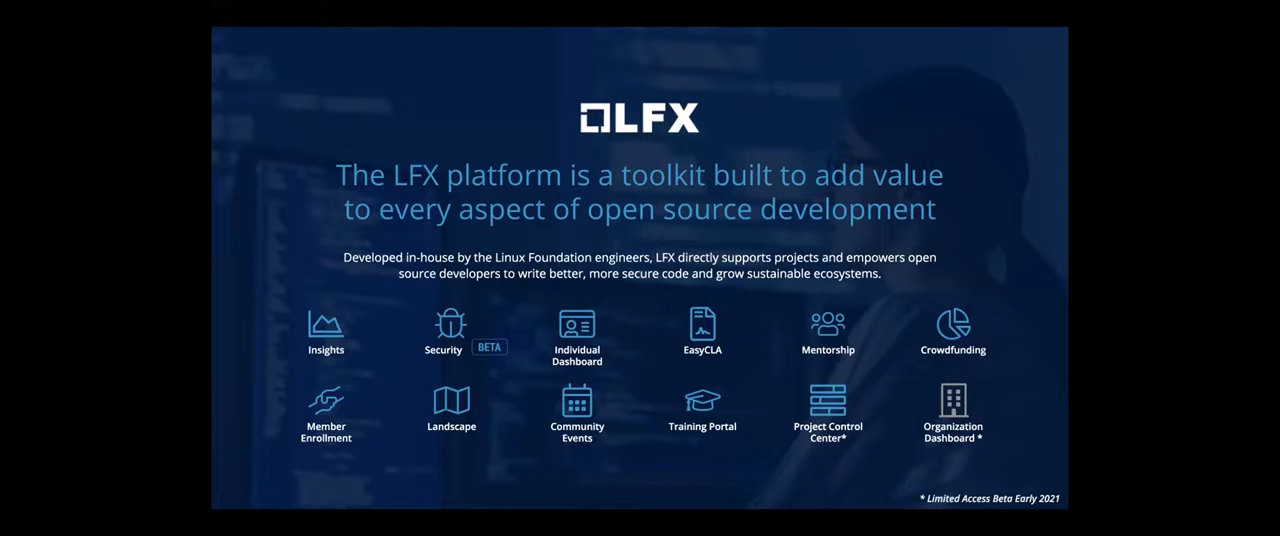 LFX
The LFX platform is a toolkit built to add value
to every aspect of open source development
Developed in-house by the Linux Foundation engineers, LFX directly supports projects and empowers open
source developers to write better, more secure code and grow sustainable ecosystems.
Insights
Security BETA
Individual
Dashboard
EasyCLA
Mentorship
Crowdfunding
Member
Enrollment
Landscape
Community
Events
Training Portal
Project Control
Center*
Organization
Dashboard *
* Limited Access Beta Early 2021